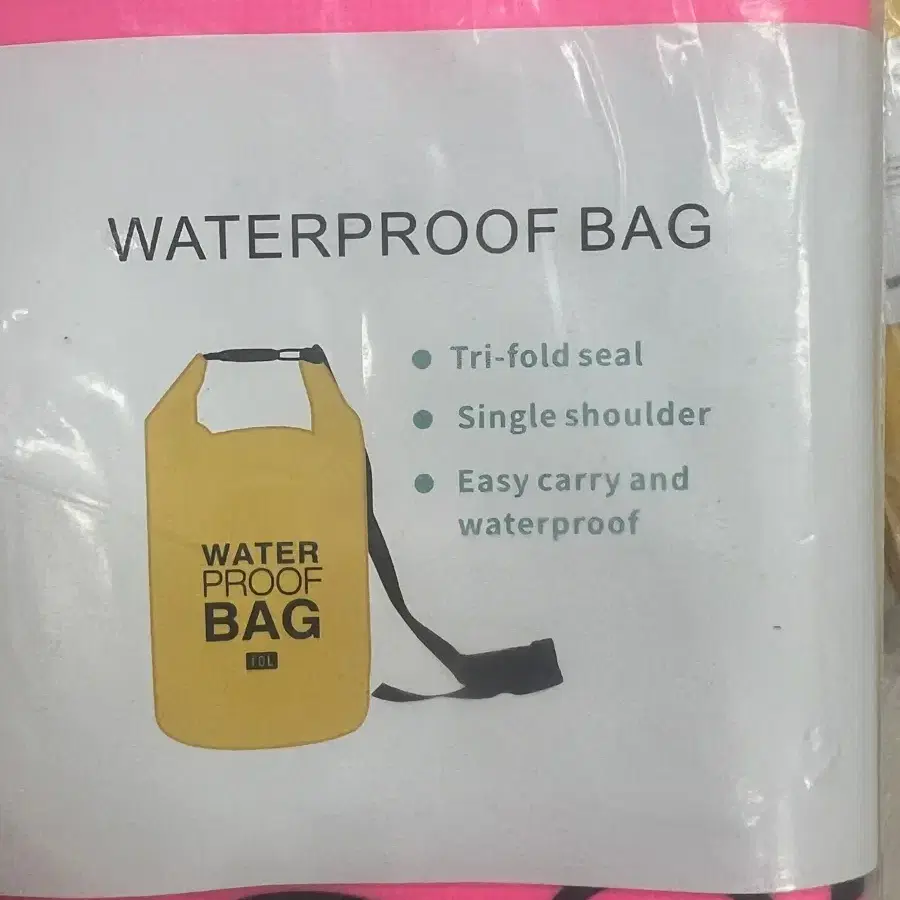 WATERPROOF BAG
Tri-fold seal
Single shoulder
Easy carry and
waterproof
WATER
PROOF
BAG
10L